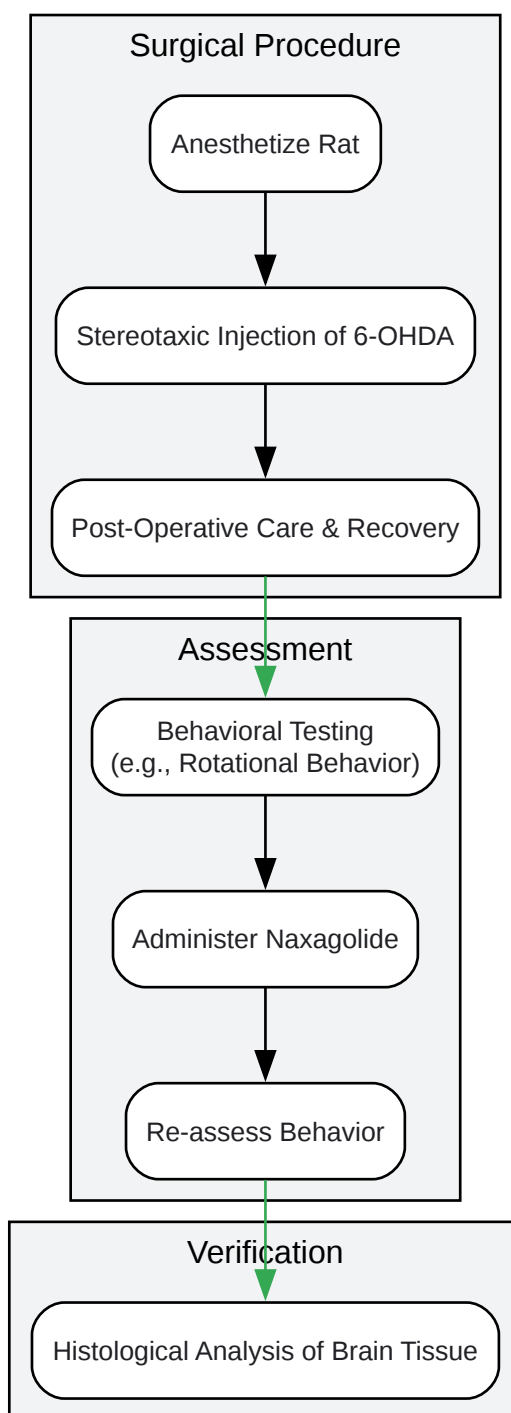 Surgical Procedure
Anesthetize Rat
Stereotaxic Injection of 6-OHDA
Post-Operative Care & Recovery
Assessment
Behavioral Testing
(e.g., Rotational Behavior)
Administer Naxagolide
Re-assess Behavior
Verification
Histological Analysis of Brain Tissue